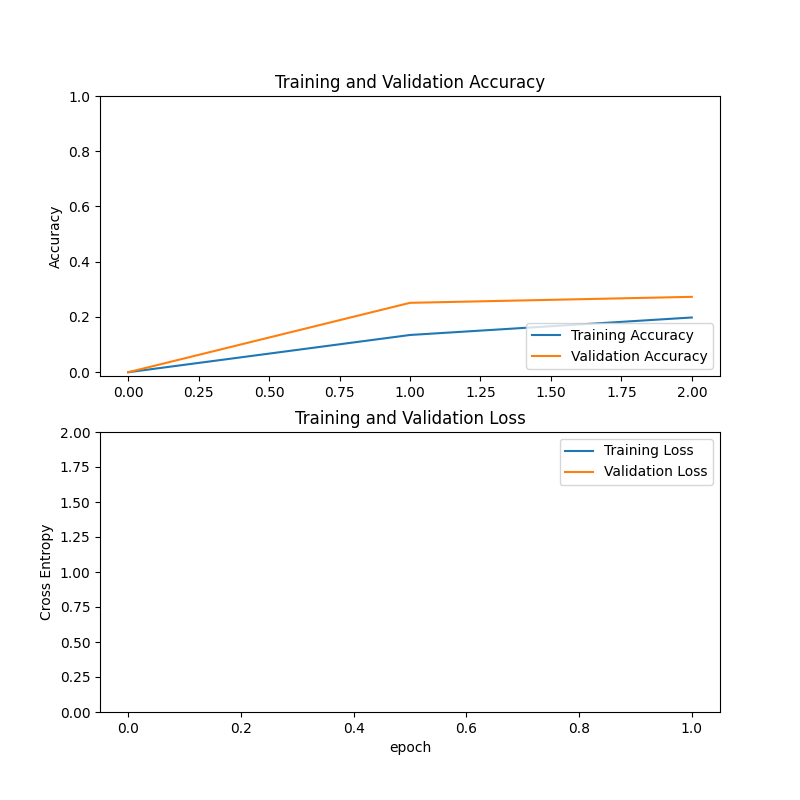 Training and Validation Accuracy
1.0
0.8
0.6
0.4
0.2
0.0
Accuracy
Training Accuracy
Validation Accuracy
0.00 0.25 0.50 0.75 1.00 1.25 1.50 1.75 2.00
Training and Validation Loss
2.00
1.75
1.50
1.25
1.00
0.75
0.50
0.25
0.00
Cross Entropy
Training Loss
Validation Loss
0.0 0.2 0.4 0.6 0.8 1.0
epoch